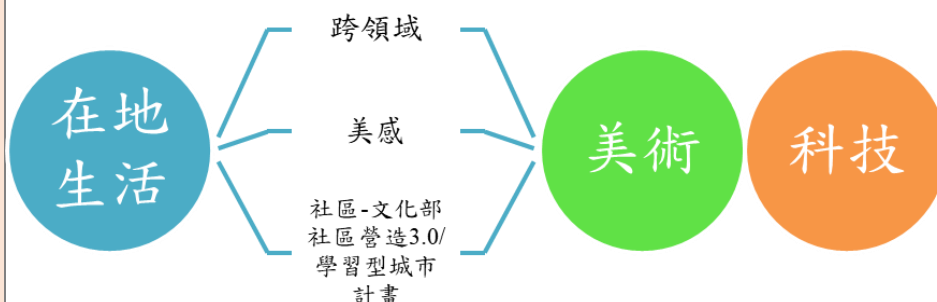 在地
生活
跨領域
美感
社區-文化部
社區營造3.0/
學習型城市
計畫
美術
科技